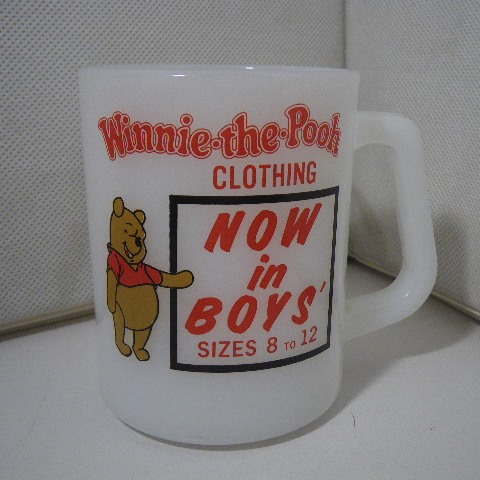 Winnie·the·Pooh
CLOTHING
NOW
in
BOYS'
SIZES 8 TO 12